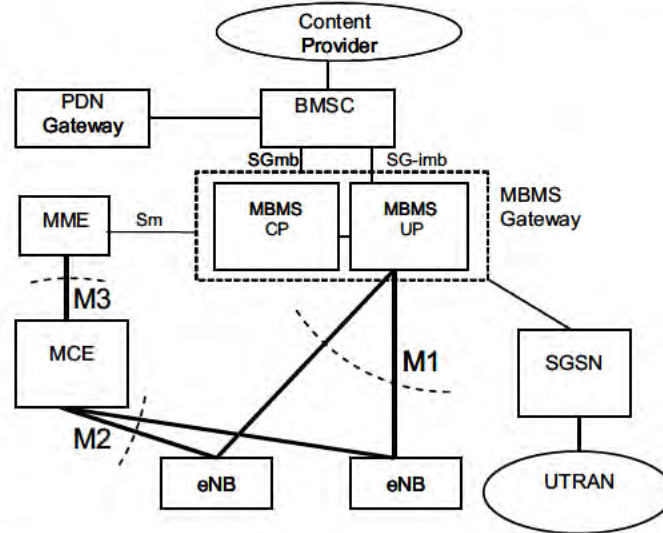 Content
Provider
PDN
Gateway
BMSC
SGmb
SG-imb
MBMS
Gateway
MBMS
CP
MBMS
UP
MME
Sm
M3
MCE
M1
SGSN
M2
eNB
eNB
UTRAN